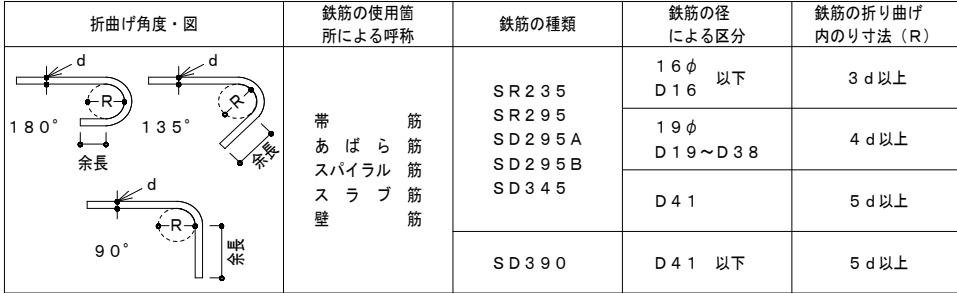 折曲げ角度・図
鉄筋の使用箇
所による呼称
鉄筋の種類
鉄筋の径
による区分
鉄筋の折り曲げ
内のり寸法（R）
d
R
180°
余長
d
R
135°
余長
d
R
90°
余長
帯　　　筋
あ ば ら 筋
スパイラル 筋
ス ラ ブ 筋
壁　　　筋
SR235
SR295
SD295A
SD295B
SD345
16φ
D16
以下
3d以上
19φ
D19～D38
4d以上
D41
5d以上
SD390
D41 以下
5d以上